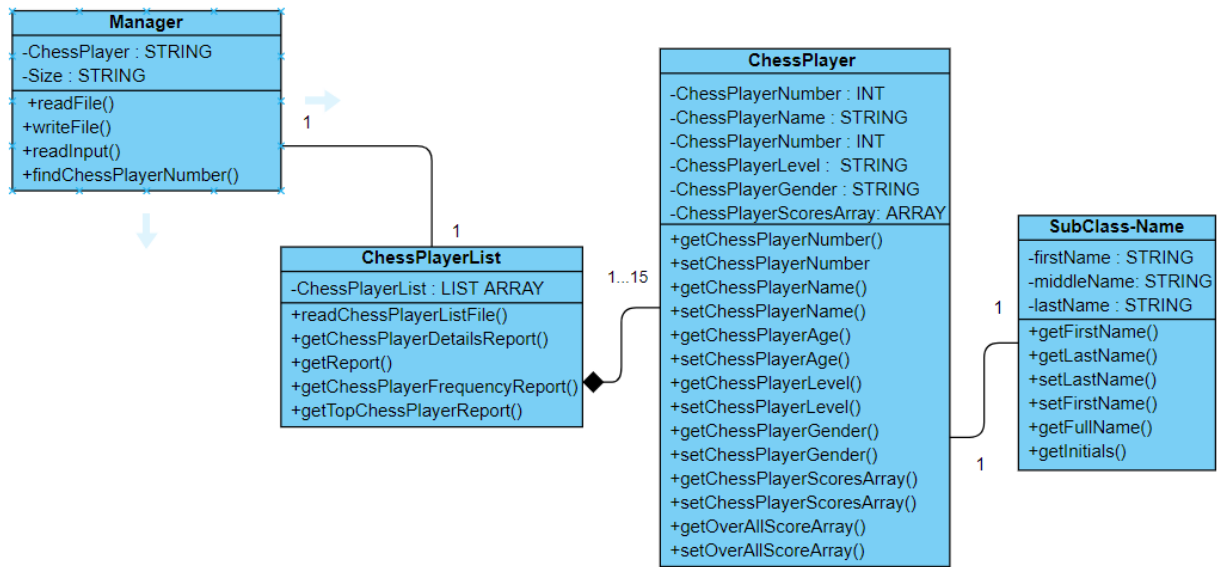 Manager
-ChessPlayer : STRING
-Size : STRING
+readFile()
+writeFile()
+readInput()
+findChessPlayerNumber()
1
1
ChessPlayerList
-ChessPlayerList : LIST ARRAY
+readChessPlayerListFile()
+getChessPlayerDetailsReport()
+getReport()
+getChessPlayerFrequencyReport()
+getTopChessPlayerReport()
1...15
ChessPlayer
-ChessPlayerNumber : INT
-ChessPlayerName : STRING
-ChessPlayerNumber : INT
-ChessPlayerLevel : STRING
-ChessPlayerGender : STRING
-ChessPlayerScoresArray: ARRAY
+getChessPlayerNumber()
+setChessPlayerNumber
+getChessPlayerName()
+setChessPlayerName()
+getChessPlayerAge()
+setChessPlayerAge()
+getChessPlayerLevel()
+setChessPlayerLevel()
+getChessPlayerGender()
+setChessPlayerGender()
+getChessPlayerScoresArray()
+setChessPlayerScoresArray()
+getOverAllScoreArray()
+setOverAllScoreArray()
1
1
SubClass-Name
-firstName : STRING
-middleName: STRING
-lastName : STRING
+getFirstName()
+getLastName()
+setLastName()
+setFirstName()
+getFullName()
+getInitials()